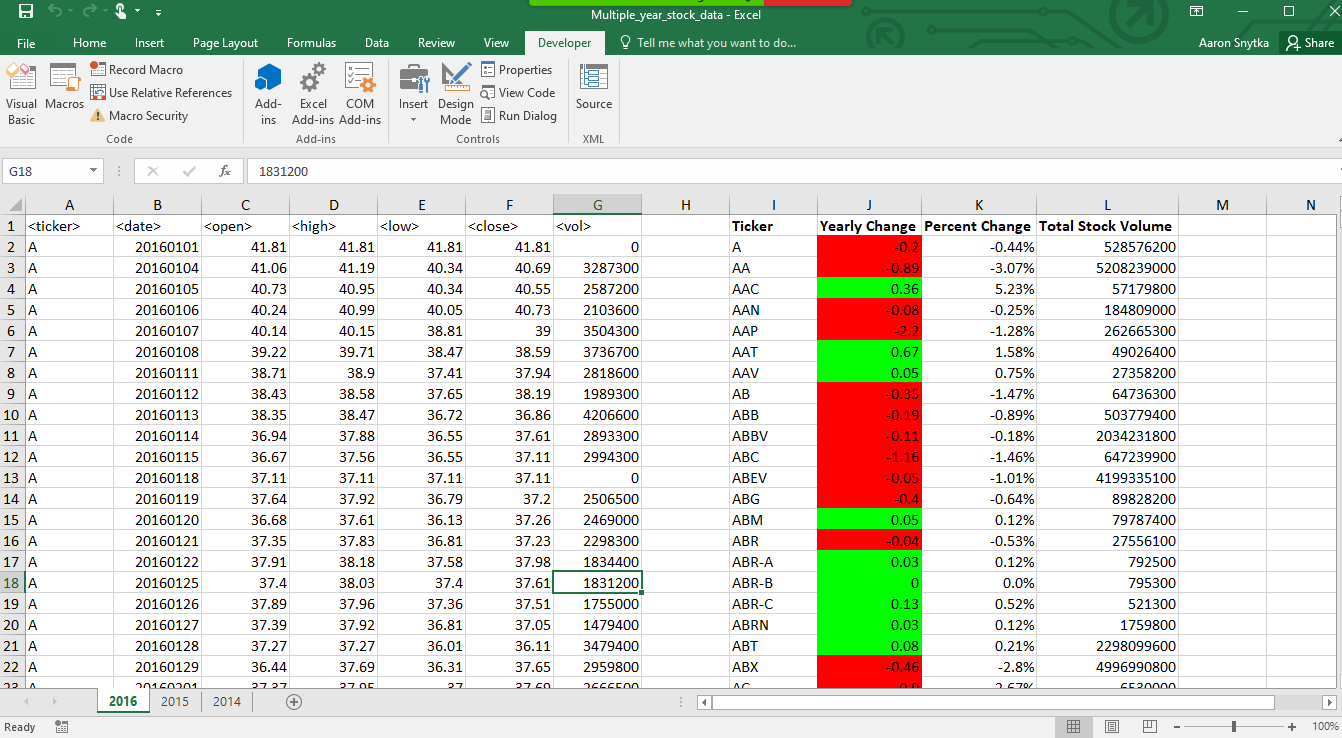 Multiple_year_stock_data - Excel
File Home Insert Page Layout Formulas Data Review View Developer Tell me what you want to do... Aaron Snytka Share
Visual Basic
Macros
Record Macro
Use Relative References
Macro Security
Code
Add-ins
Excel Add-ins
COM Add-ins
Add-ins
Insert
Design Mode
Properties
View Code
Run Dialog
Controls
Source
XML
G18 fx 1831200
A B C D E F G H I J K L M N
1 <ticker> <date> <open> <high> <low> <close> <vol> Ticker Yearly Change Percent Change Total Stock Volume
2 A 20160101 41.81 41.81 41.81 41.81 0 A -0.2 -0.44% 528576200
3 A 20160104 41.06 41.19 40.34 40.69 3287300 AA -0.89 -3.07% 5208239000
4 A 20160105 40.73 40.95 40.34 40.55 2587200 AAC 0.36 5.23% 57179800
5 A 20160106 40.24 40.99 40.05 40.73 2103600 AAN -0.08 -0.25% 184809000
6 A 20160107 40.14 40.15 38.81 39 3504300 AAP -2.2 -1.28% 262665300
7 A 20160108 39.22 39.71 38.47 38.59 3736700 AAT 0.67 1.58% 49026400
8 A 20160111 38.71 38.9 37.41 37.94 2818600 AAV 0.05 0.75% 27358200
9 A 20160112 38.43 38.58 37.65 38.19 1989300 AB -0.35 -1.47% 64736300
10 A 20160113 38.35 38.47 36.72 36.86 4206600 ABB -0.19 -0.89% 503779400
11 A 20160114 36.94 37.88 36.55 37.61 2893300 ABBV -0.11 -0.18% 2034231800
12 A 20160115 36.67 37.56 36.55 37.11 2994300 ABC -1.16 -1.46% 647239900
13 A 20160118 37.11 37.11 37.11 37.11 0 ABEV -0.05 -1.01% 4199335100
14 A 20160119 37.64 37.92 36.79 37.2 2506500 ABG -0.4 -0.64% 89828200
15 A 20160120 36.68 37.61 36.13 37.26 2469000 ABM 0.05 0.12% 79787400
16 A 20160121 37.35 37.83 36.81 37.23 2298300 ABR -0.04 -0.53% 27556100
17 A 20160122 37.91 38.18 37.58 37.98 1834400 ABR-A 0.03 0.12% 792500
18 A 20160125 37.4 38.03 37.4 37.61 1831200 ABR-B 0 0.0% 795300
19 A 20160126 37.89 37.96 37.36 37.51 1755000 ABR-C 0.13 0.52% 521300
20 A 20160127 37.39 37.92 36.81 37.05 1479400 ABRN 0.03 0.12% 1759800
21 A 20160128 37.27 37.27 36.01 36.11 3479400 ABT 0.08 0.21% 2298099600
22 A 20160129 36.44 37.69 36.31 37.65 2959800 ABX -0.46 -2.8% 4996990800
23 A 20160201 37.37 37.95 37 37.69 2666500 AC
2016 2015 2014
Ready 100%